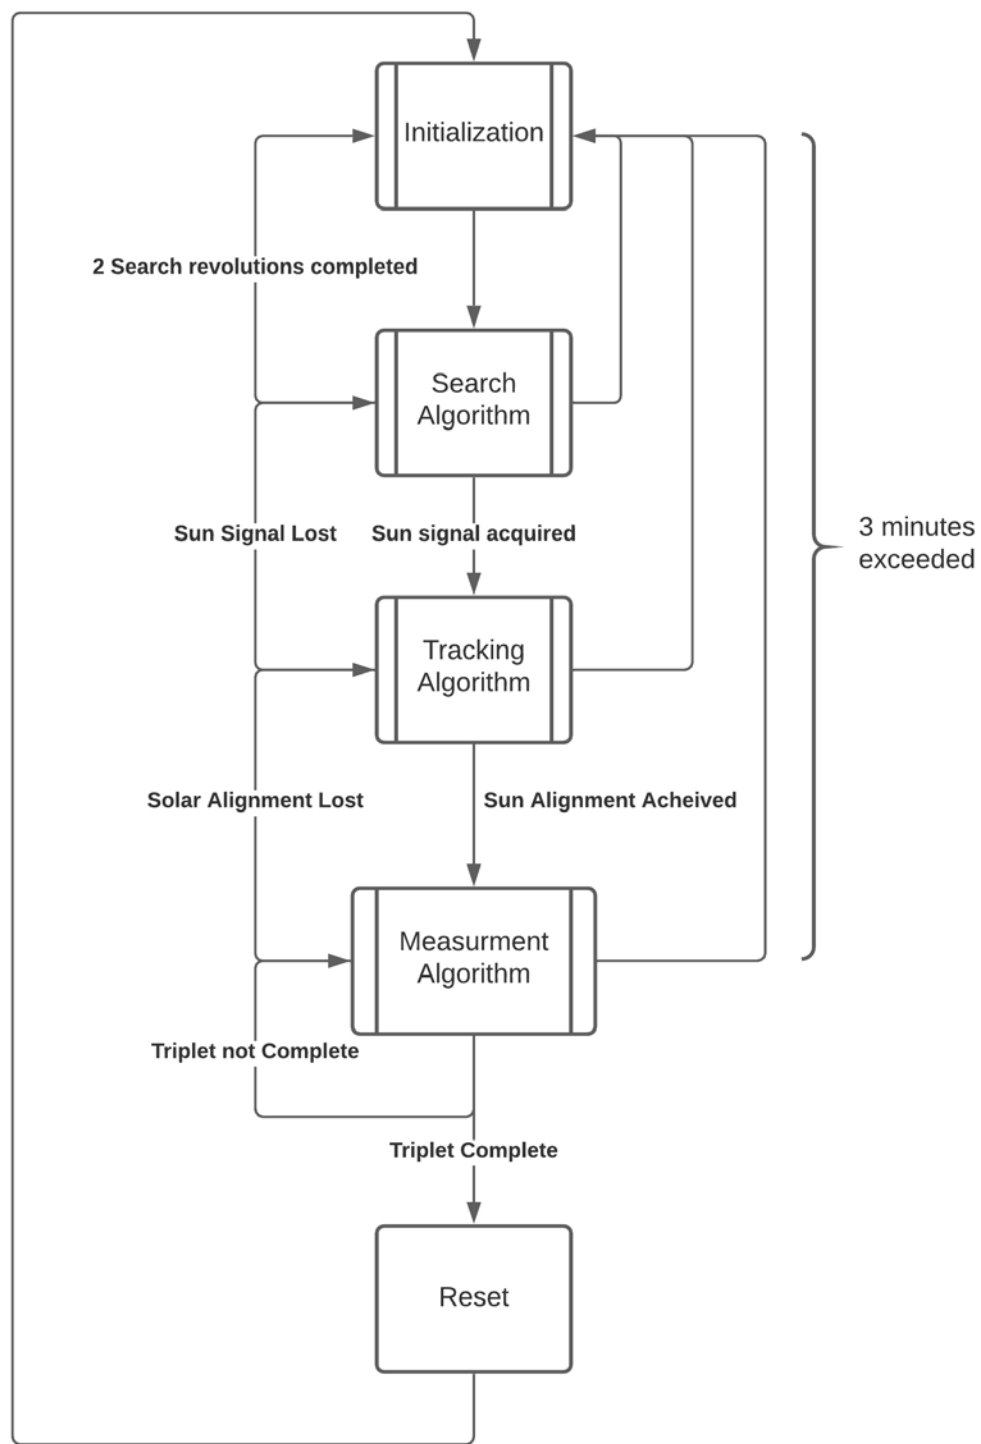 Initialization
2 Search revolutions completed
Search
Algorithm
Sun Signal Lost
Sun signal acquired
3 minutes
exceeded
Tracking
Algorithm
Solar Alignment Lost
Sun Alignment Acheived
Measurment
Algorithm
Triplet not Complete
Triplet Complete
Reset